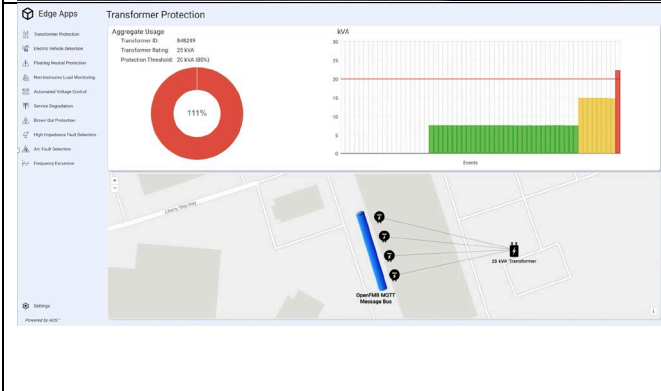 Edge Apps
Transformer Protection
Transformer Protection
Electric Vehicle Detection
Floating Neutral Protection
Non-Intrusive Load Monitoring
Automated Voltage Control
Service Degradation
Brown Out Protection
High Impedance Fault Detection
Arc Fault Detection
Frequency Excursion
Settings
Powered by
Aggregate Usage
Transformer ID: 848249
Transformer Rating: 25 kVA
Protection Threshold: 20 kVA (80%)
111%
kVA
30
25
20
15
10
5
0
Events
+
−
Liberty Ship Way
OpenFMB MQTT
Message Bus
25 kVA Transformer
i